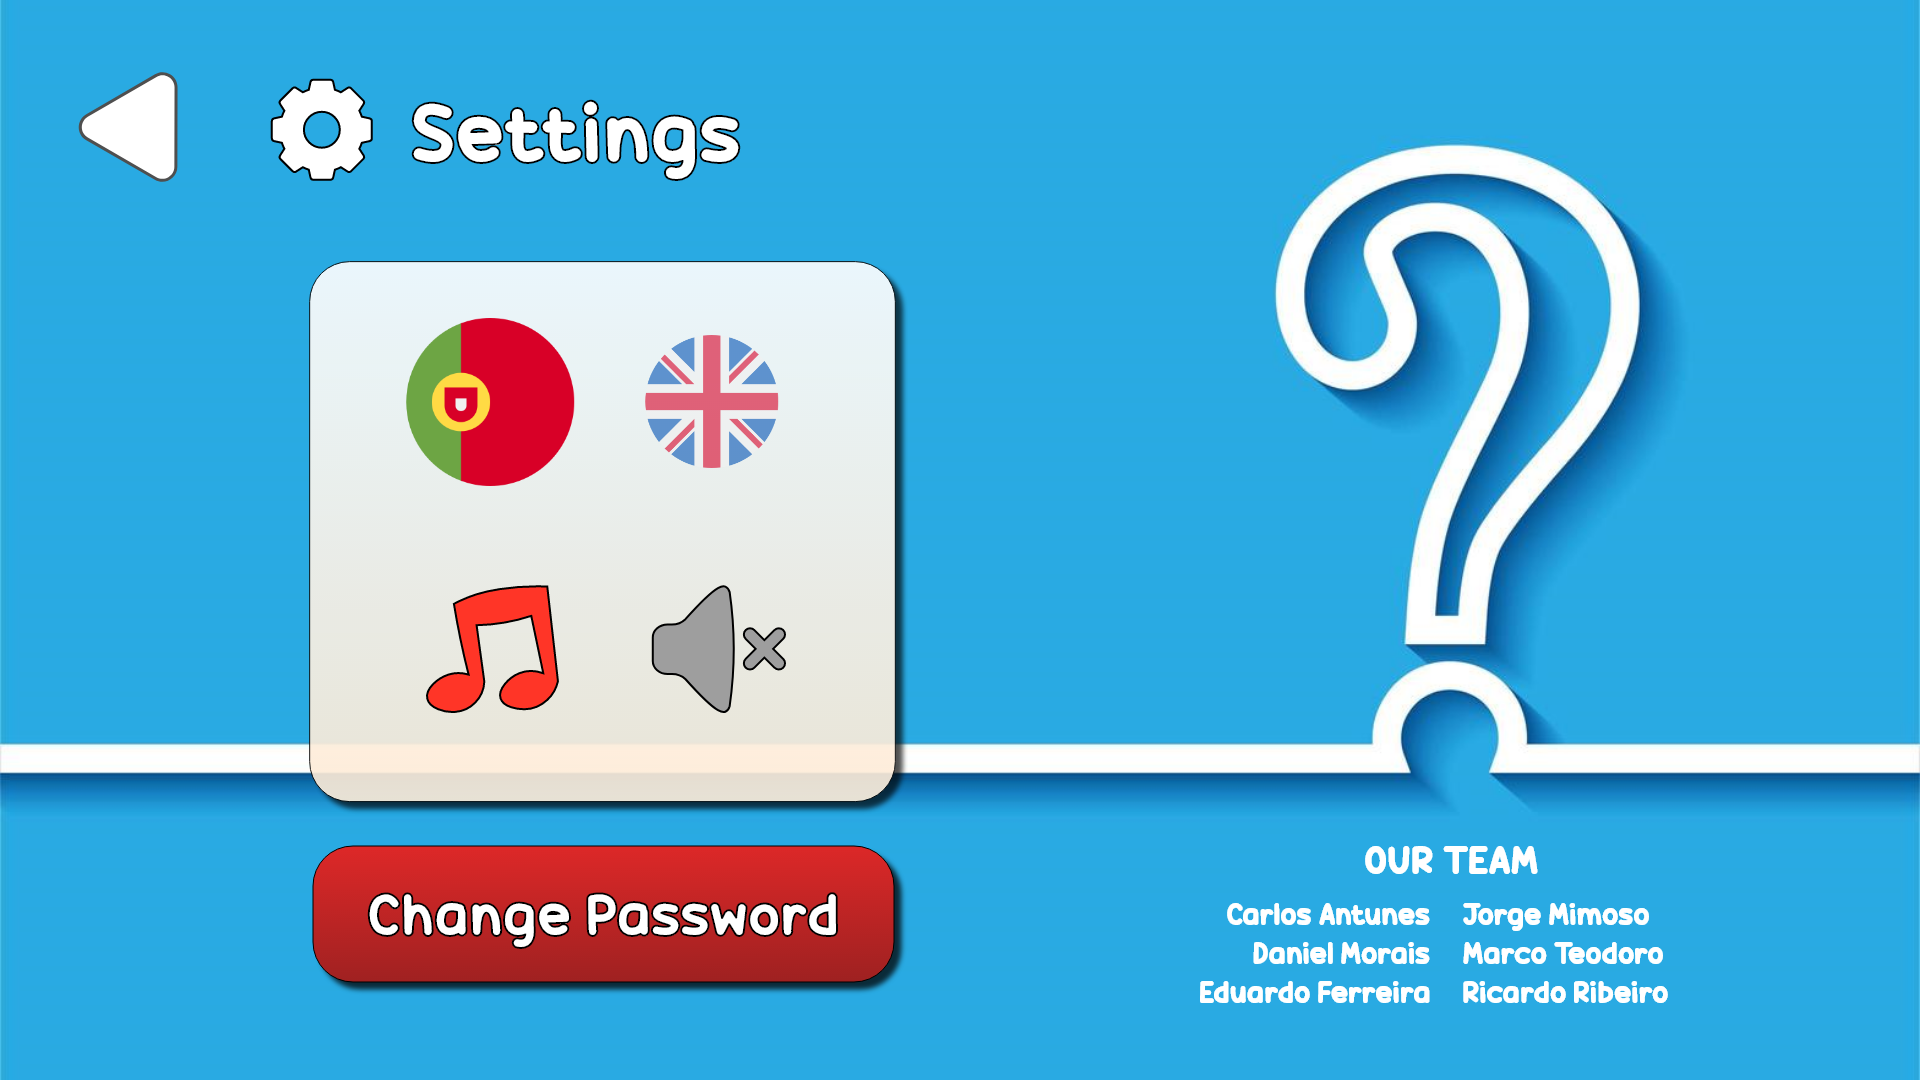 Settings
Change Password
OUR TEAM
Carlos Antunes Jorge Mimoso
Daniel Morais Marco Teodoro
Eduardo Ferreira Ricardo Ribeiro